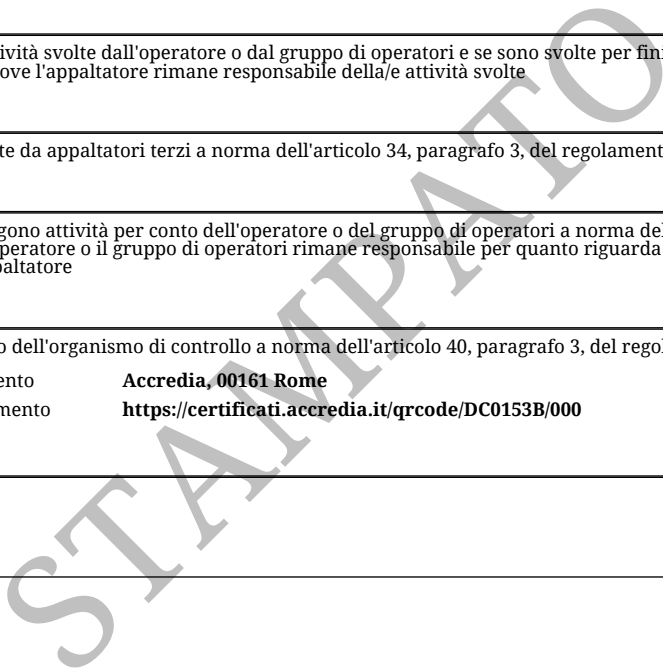 ività svolte dall'operatore o dal gruppo di operatori e se sono svolte per fini
ove l'appaltatore rimane responsabile della/e attività svolte
te da appaltatori terzi a norma dell'articolo 34, paragrafo 3, del regolament
gono attività per conto dell'operatore o del gruppo di operatori a norma del
peratore o il gruppo di operatori rimane responsabile per quanto riguarda
paltatore
o dell'organismo di controllo a norma dell'articolo 40, paragrafo 3, del regol
ento Accredia, 00161 Rome
mento https://certificati.accredia.it/qrcode/DC0153B/000
STAMPATO